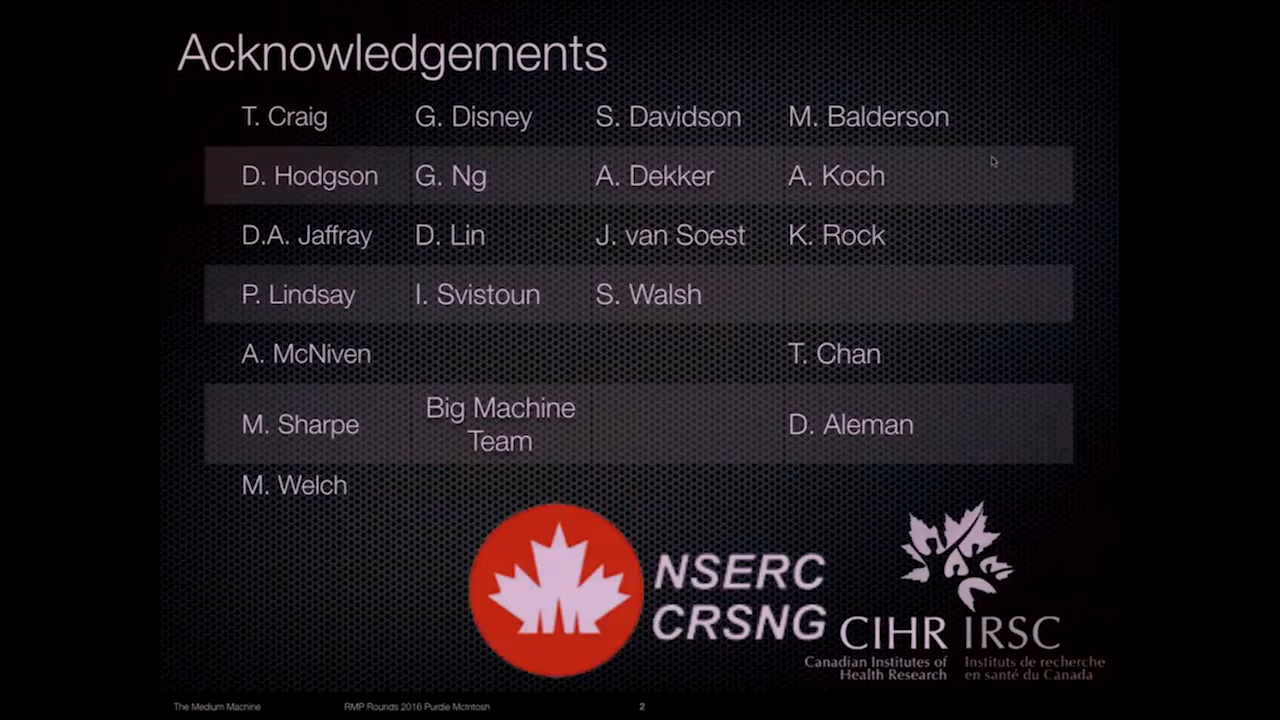 Acknowledgements
T. Craig G. Disney S. Davidson M. Balderson
D. Hodgson G. Ng A. Dekker A. Koch
D.A. Jaffray D. Lin J. van Soest K. Rock
P. Lindsay I. Svistoun S. Walsh
A. McNiven T. Chan
M. Sharpe Big Machine Team D. Aleman
M. Welch
NSERC
CRSNG
CIHR IRSC
Canadian Institutes of Instituts de recherche
Health Research en santé du Canada
The Medium Machine RMP Rounds 2016 Purdie McIntosh 2